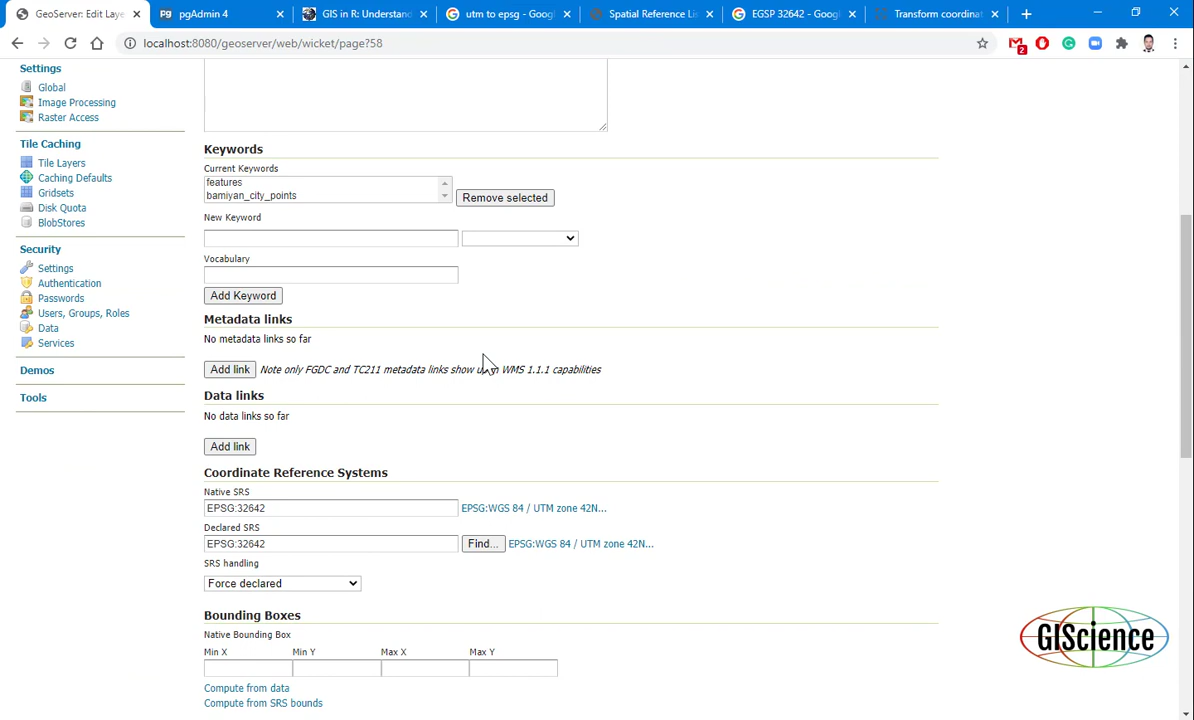 GeoServer: Edit Laye
pgAdmin 4
GIS in R: Understa
utm to epsg - Goog
Spatial Reference Lis
EGSP 32642 - Goog
Transform coordinat
localhost:8080/geoserver/web/wicket/page?58
2
Settings
Global
Image Processing
Raster Access
Tile Caching
Tile Layers
Caching Defaults
Gridsets
Disk Quota
BlobStores
Security
Settings
Authentication
Passwords
Users, Groups, Roles
Data
Services
Demos
Tools
Keywords
Current Keywords
features
bamiyan_city_points
Remove selected
New Keyword
Vocabulary
Add Keyword
Metadata links
No metadata links so far
Add link Note only FGDC and TC211 metadata links show up WMS 1.1.1 capabilities
Data links
No data links so far
Add link
Coordinate Reference Systems
Native SRS
EPSG:32642 EPSG:WGS 84 / UTM zone 42N...
Declared SRS
EPSG:32642 Find... EPSG:WGS 84 / UTM zone 42N...
SRS handling
Force declared
Bounding Boxes
Native Bounding Box
Min X Min Y Max X Max Y
Compute from data
Compute from SRS bounds
GIScience